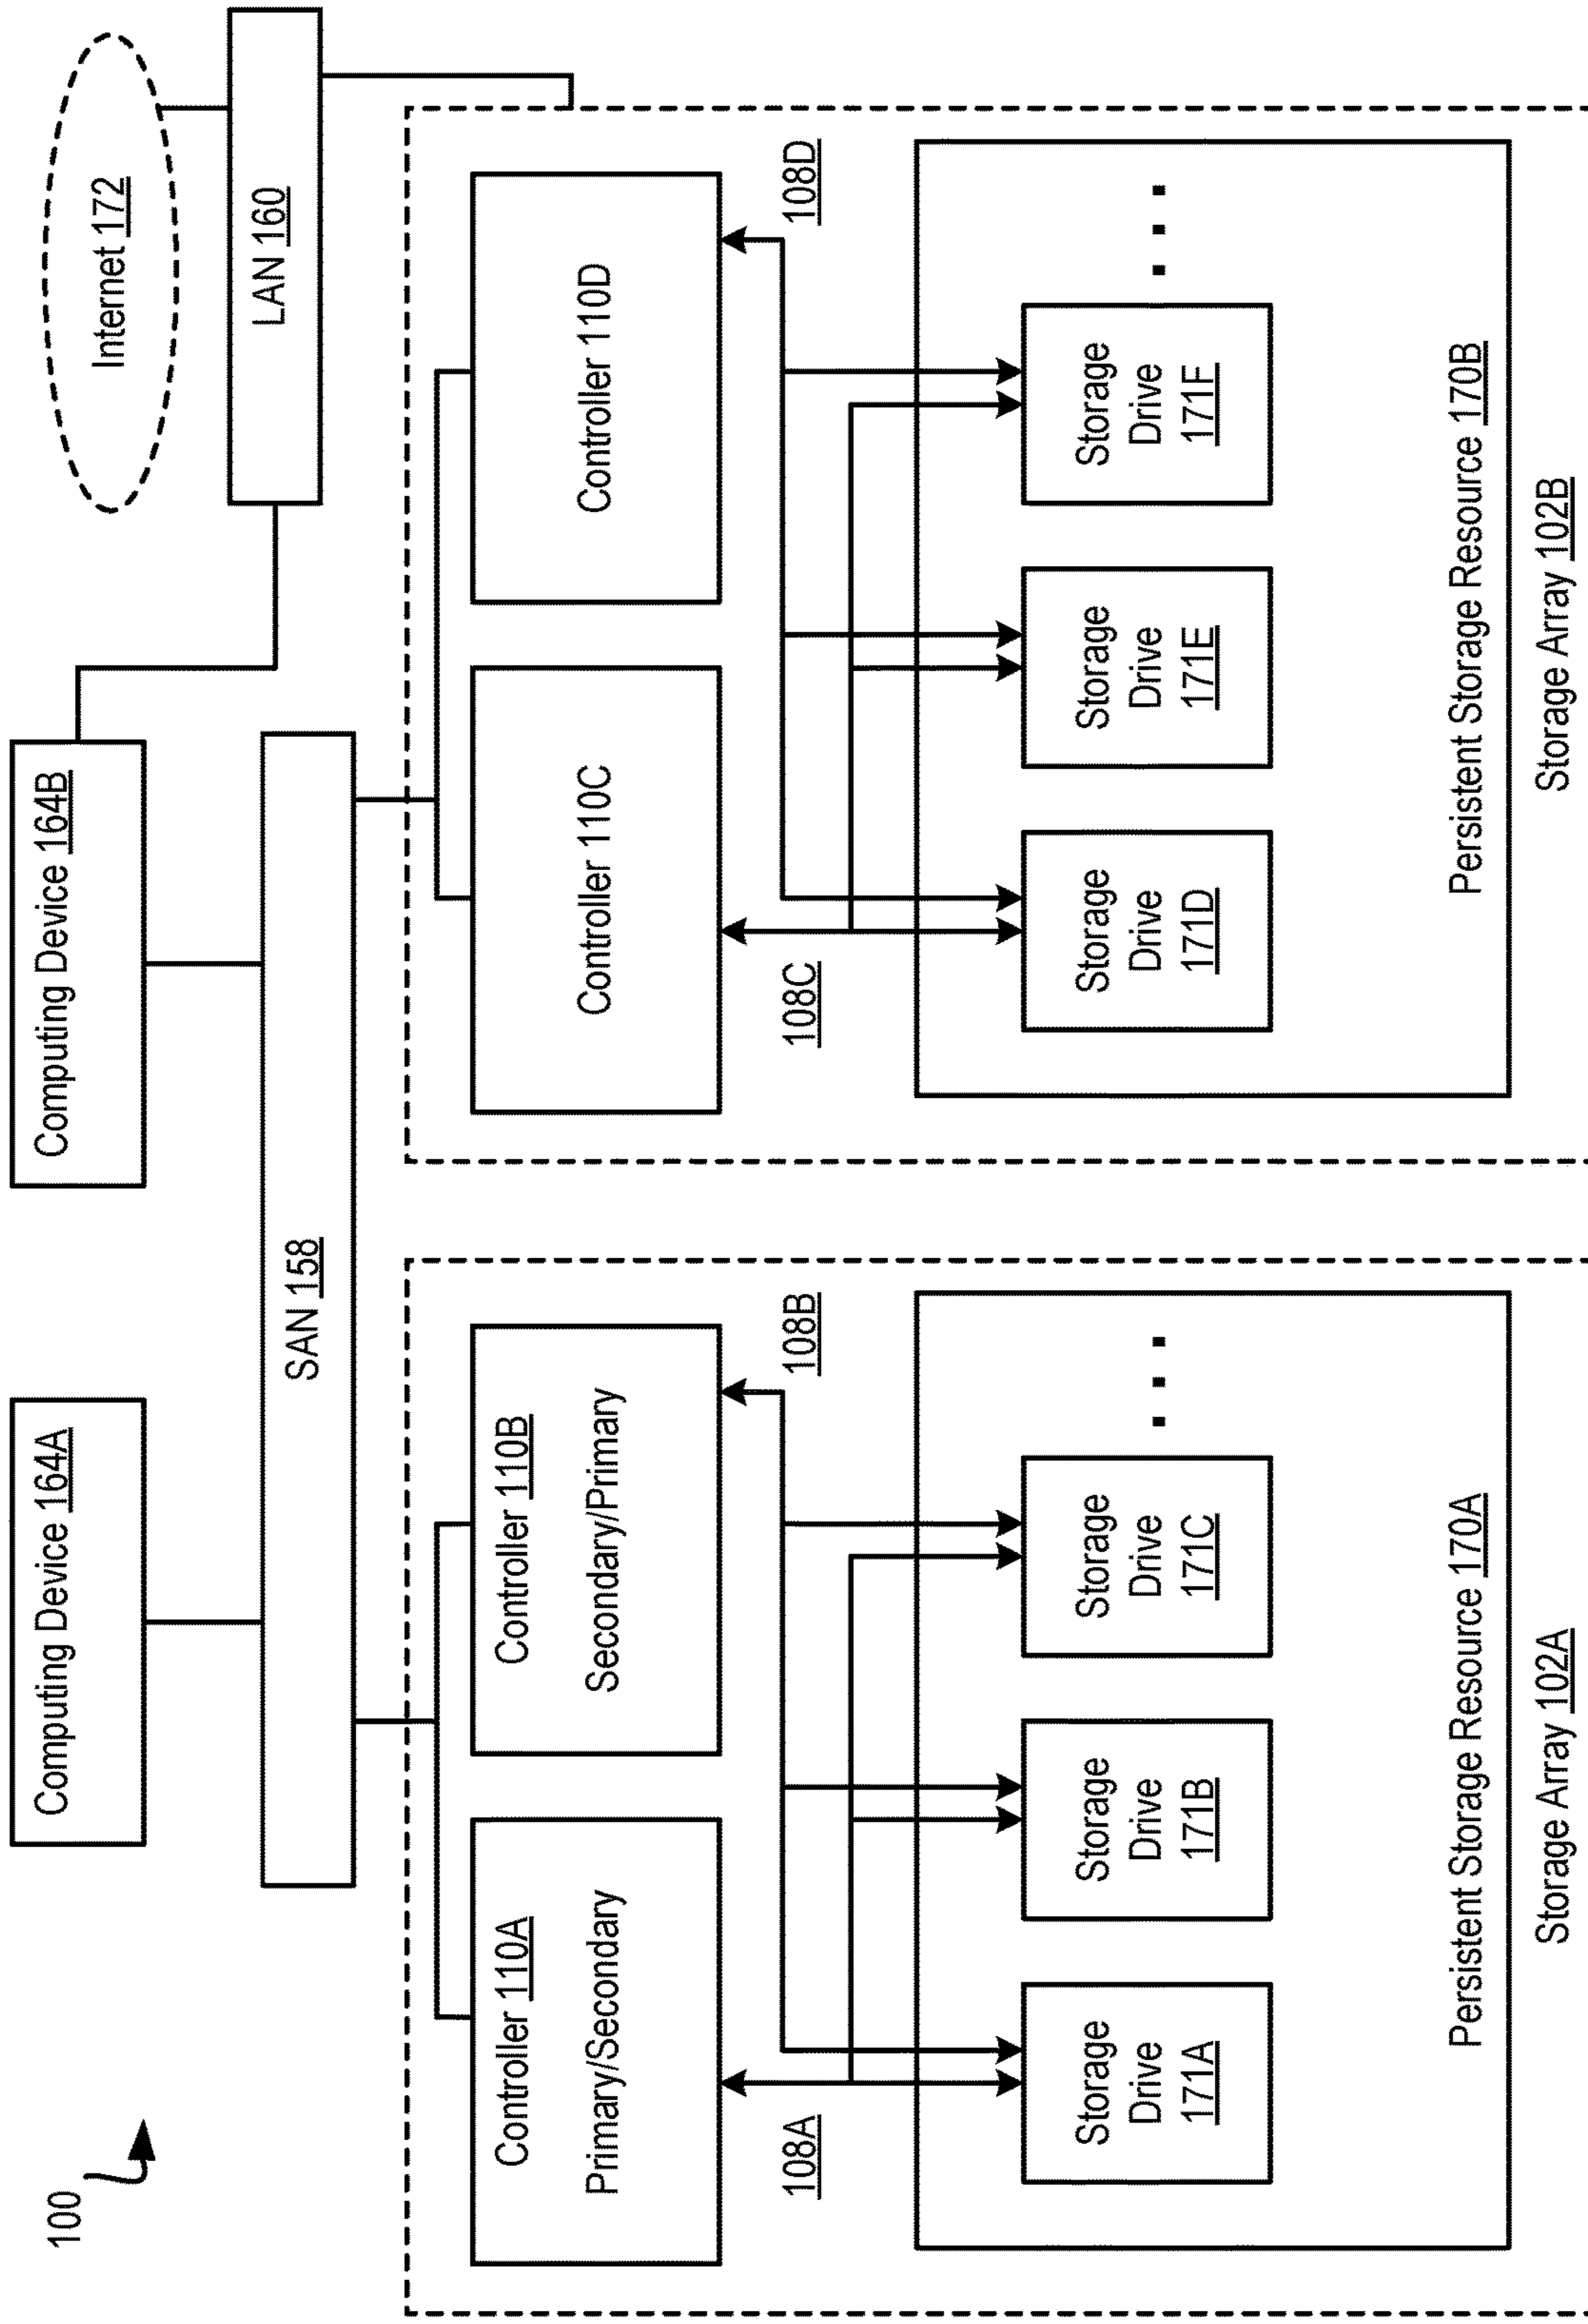 100
Computing Device 164A
Computing Device 164B
Internet 172
SAN 158
LAN 160
Controller 110A
Primary/Secondary
Controller 110B
Secondary/Primary
Controller 110C
Controller 110D
108A
108B
108C
108D
Storage
Drive
171A
Storage
Drive
171B
Storage
Drive
171C
Storage
Drive
171D
Storage
Drive
171E
Storage
Drive
171F
Persistent Storage Resource 170A
Persistent Storage Resource 170B
Storage Array 102A
Storage Array 102B